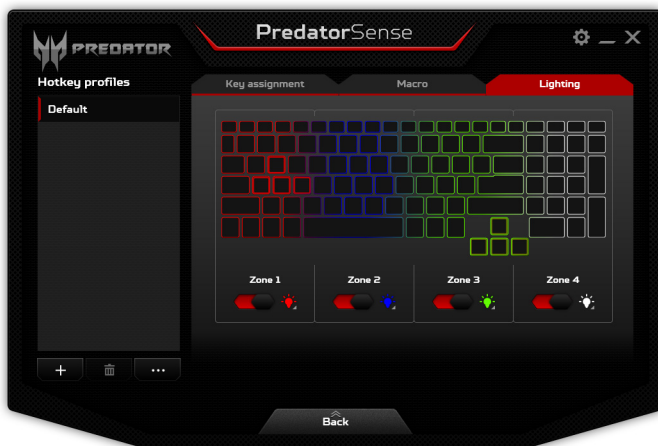 PREDATOR
PredatorSense
Hotkey profiles
Default
Key assignment
Macro
Lighting
Zone 1
Zone 2
Zone 3
Zone 4
Back